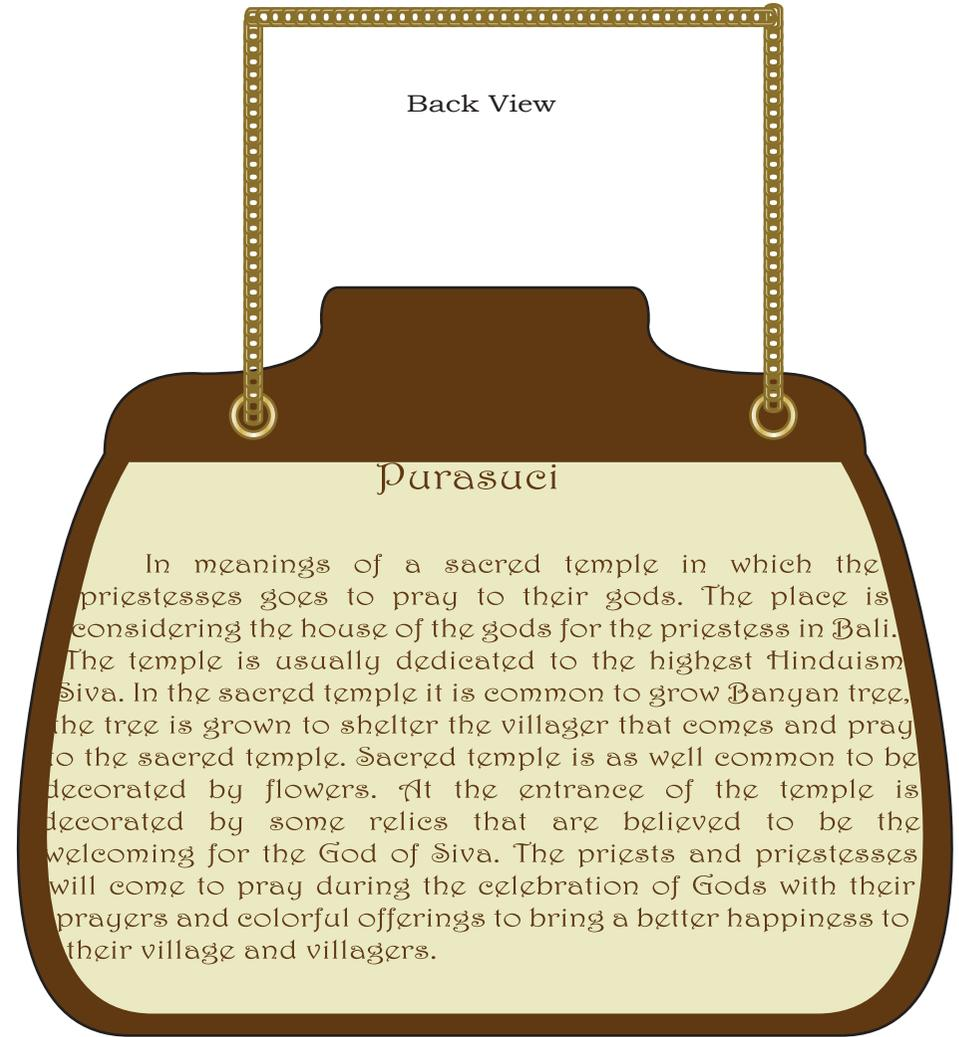 Back View
Purasuci
In meanings of a sacred temple in which the
priestesses goes to pray to their gods. The place is
considering the house of the gods for the priestess in Bali.
The temple is usually dedicated to the highest Hinduism
Siva. In the sacred temple it is common to grow Banyan tree,
the tree is grown to shelter the villager that comes and pray
to the sacred temple. Sacred temple is as well common to be
decorated by flowers. At the entrance of the temple is
decorated by some relics that are believed to be the
welcoming for the God of Siva. The priests and priestesses
will come to pray during the celebration of Gods with their
prayers and colorful offerings to bring a better happiness to
their village and villagers.